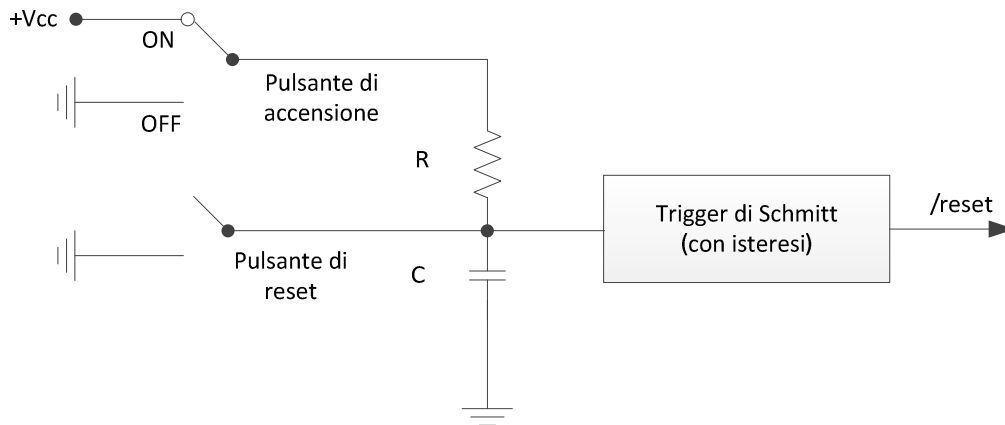 +Vcc
ON
Pulsante di
accensione
OFF
R
Trigger di Schmitt
(con isteresi)
/reset
Pulsante di
reset
C